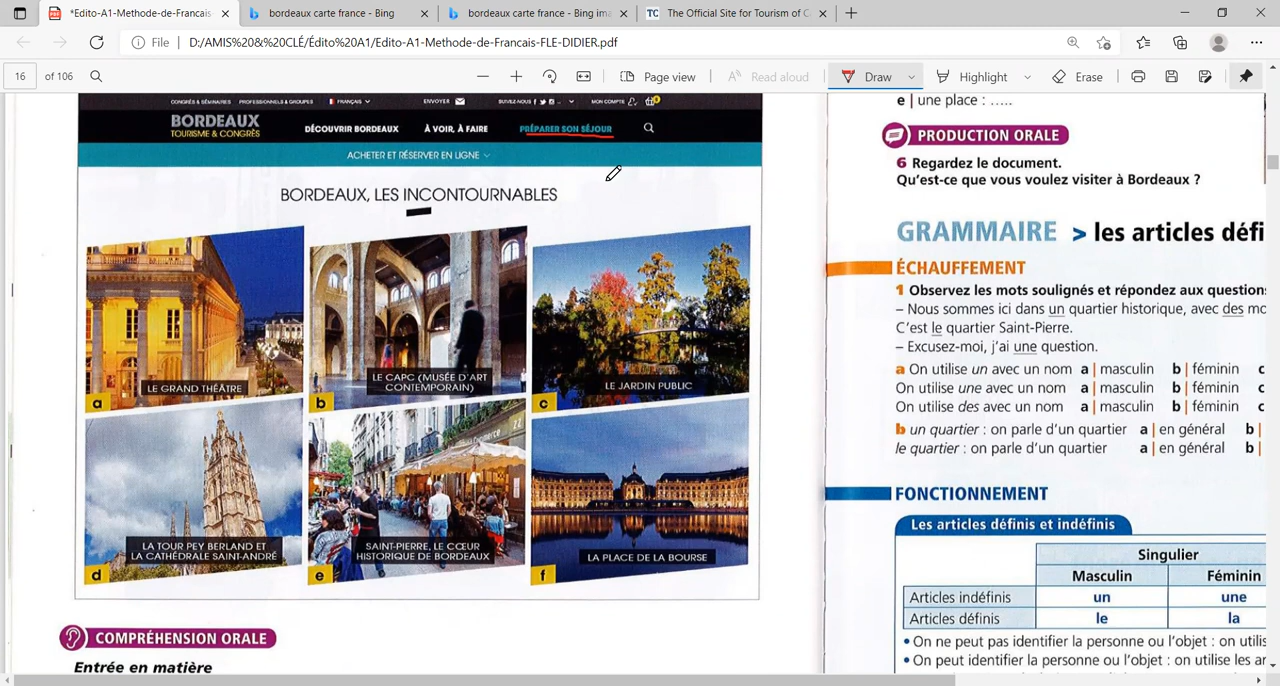 *Edito-A1-Methode-de-Francais
bordeaux carte france - Bing
bordeaux carte france - Bing ima
TC The Official Site for Tourism of C
File D:/AMIS%20&%20CLÉ/Édito%20A1/Edito-A1-Methode-de-Francais-FLE-DIDIER.pdf
16 of 106
Page view
Read aloud
Draw
Highlight
Erase
CONGRÈS & SÉMINAIRES PROFESSIONNELS & GROUPES FRANÇAIS ENVOYER SUIVEZ-NOUS MON COMPTE
BORDEAUX
TOURISME & CONGRÈS
DÉCOUVRIR BORDEAUX À VOIR, À FAIRE PRÉPARER SON SÉJOUR
ACHETER ET RÉSERVER EN LIGNE
BORDEAUX, LES INCONTOURNABLES
LE GRAND THÉÂTRE
a
LE CAPC (MUSÉE D'ART
CONTEMPORAIN)
b
LE JARDIN PUBLIC
c
LA TOUR PEY BERLAND ET
LA CATHÉDRALE SAINT-ANDRÉ
d
SAINT-PIERRE, LE CŒUR
HISTORIQUE DE BORDEAUX
e
LA PLACE DE LA BOURSE
f
COMPRÉHENSION ORALE
Entrée en matière
e | une place : .....
PRODUCTION ORALE
6 Regardez le document.
Qu'est-ce que vous voulez visiter à Bordeaux ?
GRAMMAIRE > les articles défi
ÉCHAUFFEMENT
1 Observez les mots soulignés et répondez aux question
– Nous sommes ici dans un quartier historique, avec des mo
C'est le quartier Saint-Pierre.
– Excusez-moi, j'ai une question.
a On utilise un avec un nom a | masculin b | féminin c
On utilise une avec un nom a | masculin b | féminin c
On utilise des avec un nom a | masculin b | féminin c
b un quartier : on parle d'un quartier a | en général b |
le quartier : on parle d'un quartier a | en général b |
FONCTIONNEMENT
Les articles définis et indéfinis
Singulier
Masculin Féminin
Articles indéfinis un une
Articles définis le la
• On ne peut pas identifier la personne ou l'objet : on utilis
• On peut identifier la personne ou l'objet : on utilise les ar